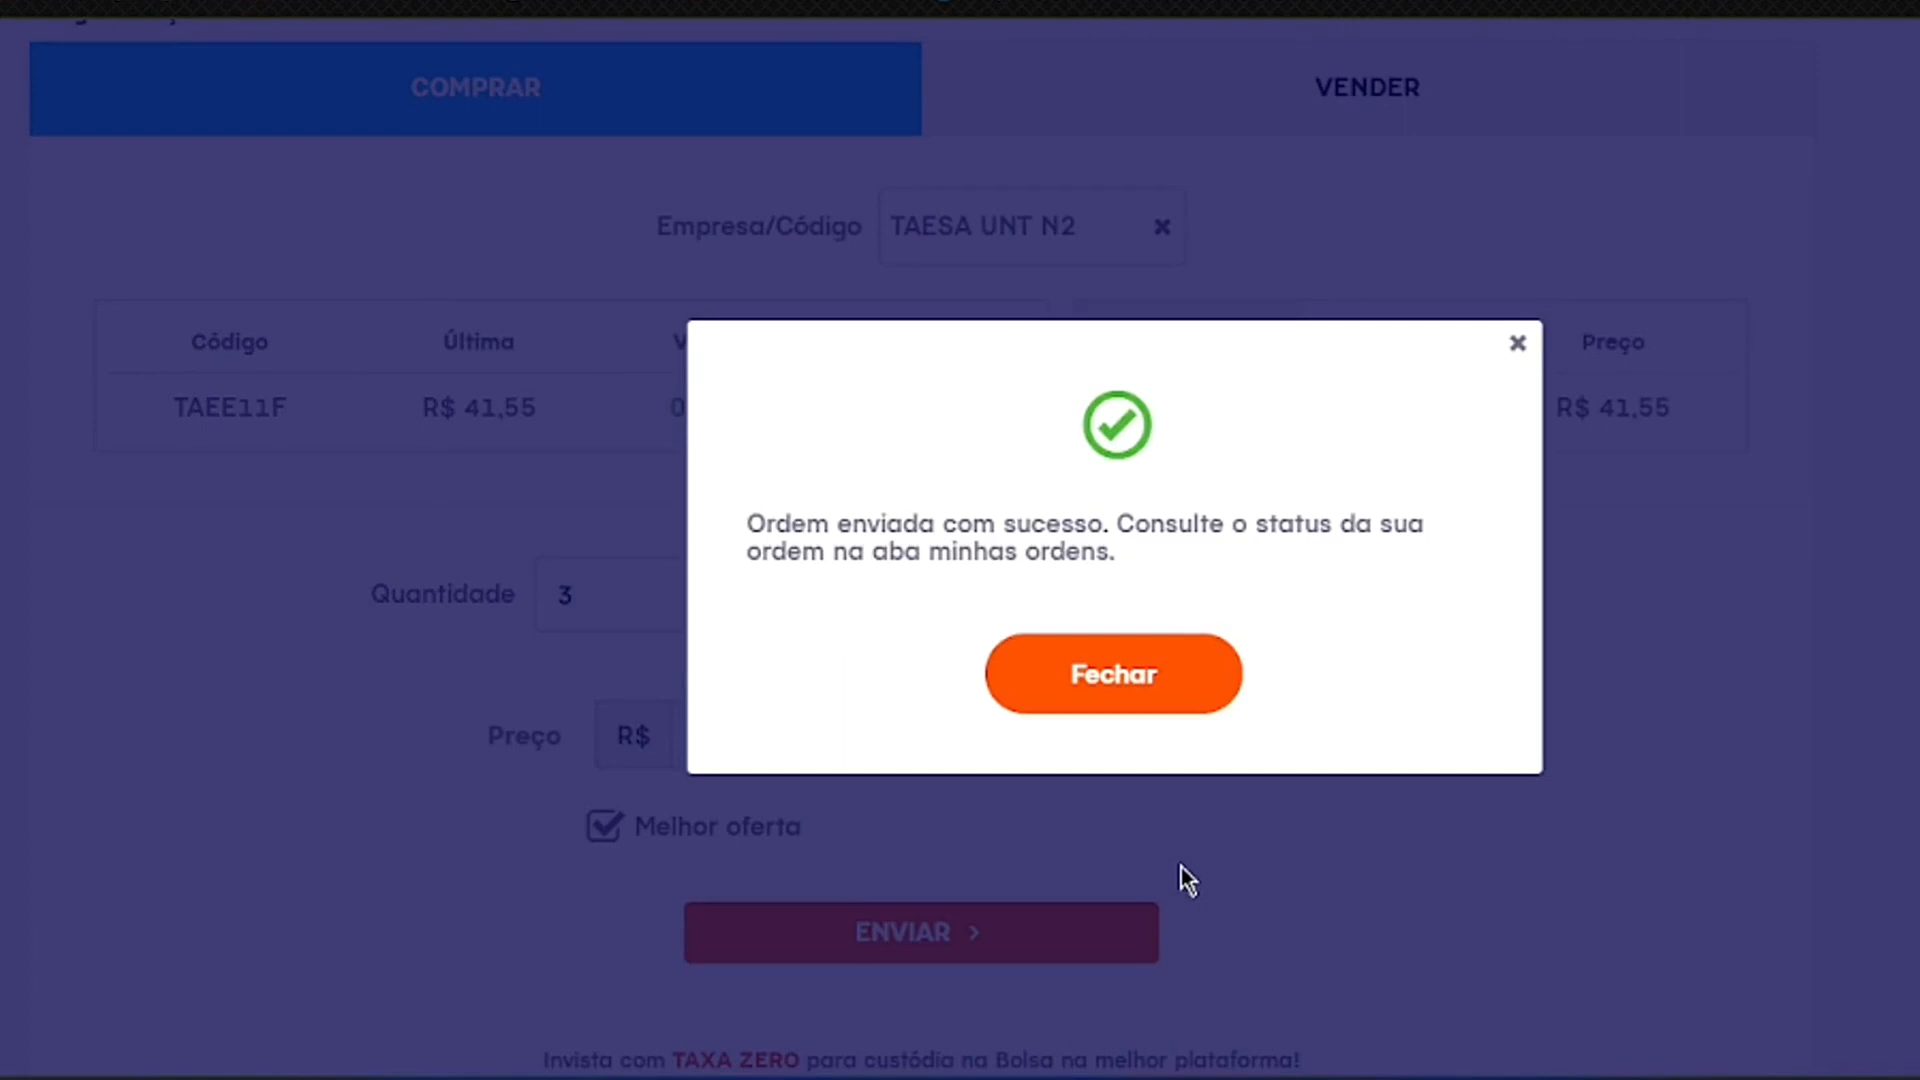 COMPRAR
VENDER
Empresa/Código
TAESA UNT N2
Código
Última
Preço
TAEE11F
R$ 41,55
R$ 41,55
Ordem enviada com sucesso. Consulte o status da sua
ordem na aba minhas ordens.
Quantidade
3
Fechar
Preço
R$
Melhor oferta
ENVIAR
Invista com TAXA ZERO para custódia na Bolsa na melhor plataforma!